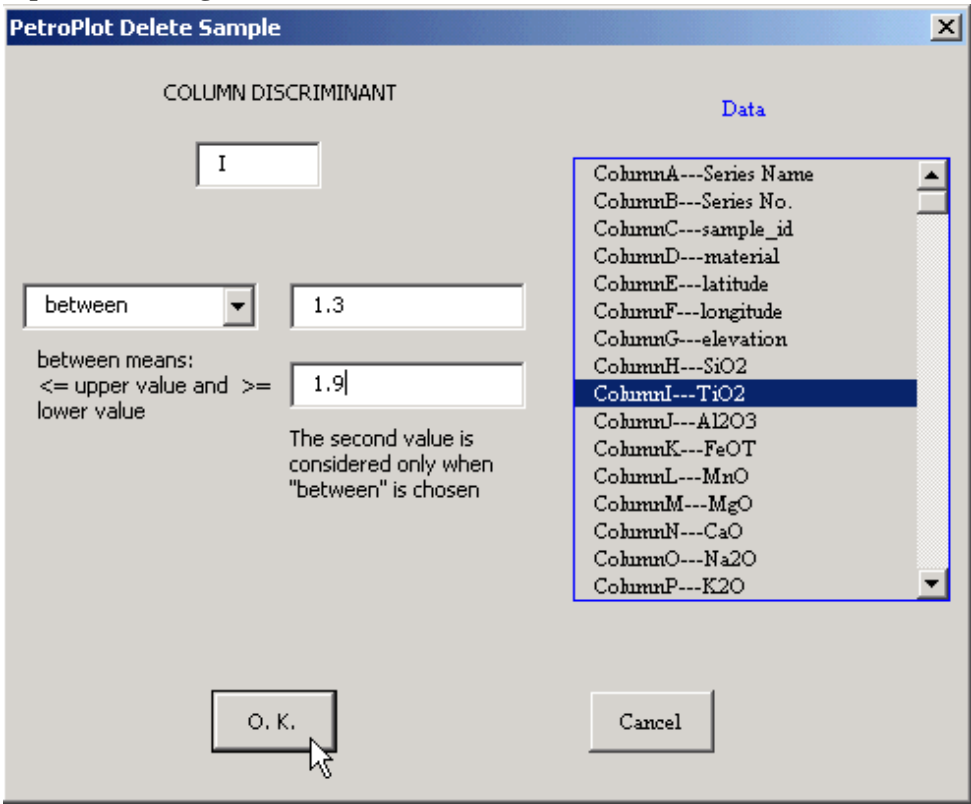 PetroPlot Delete Sample
COLUMN DISCRIMINANT
I
between
1.3
between means:
<= upper value and >=
lower value
1.9
The second value is
considered only when
"between" is chosen
Data
ColumnA---Series Name
ColumnB---Series No.
ColumnC---sample_id
ColumnD---material
ColumnE---latitude
ColumnF---longitude
ColumnG---elevation
ColumnH---SiO2
ColumnI---TiO2
ColumnJ---Al2O3
ColumnK---FeOT
ColumnL---MnO
ColumnM---MgO
ColumnN---CaO
ColumnO---Na2O
ColumnP---K2O
O. K.
Cancel